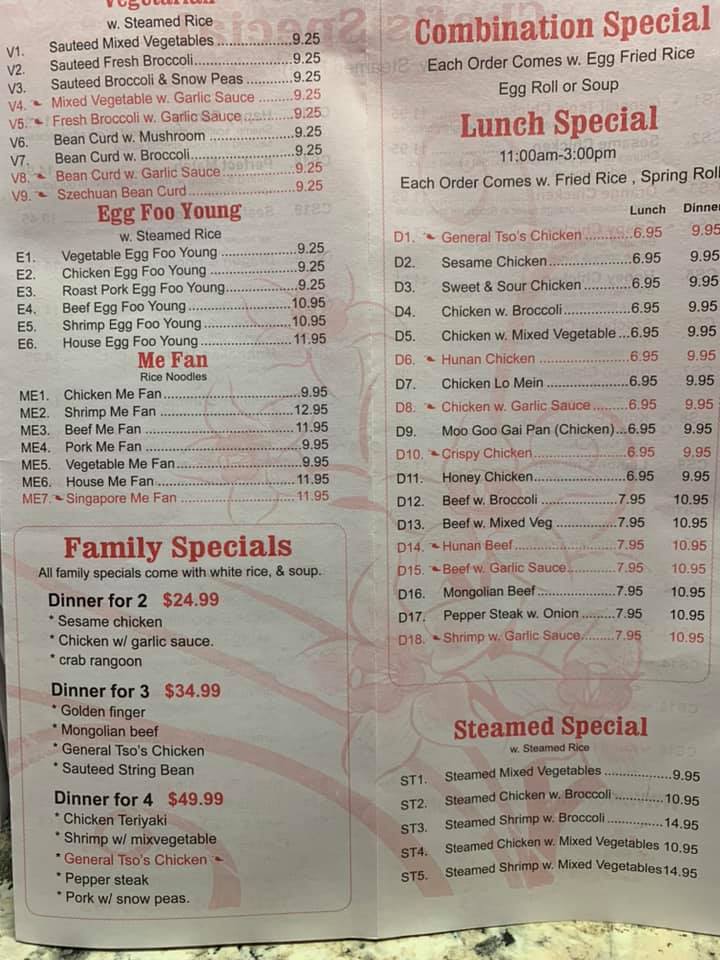 Vegetarian
w. Steamed Rice
V1. Sauteed Mixed Vegetables ..............9.25
V2. Sauteed Fresh Broccoli....................9.25
V3. Sauteed Broccoli & Snow Peas .......9.25
V4. Mixed Vegetable w. Garlic Sauce ........9.25
V5. Fresh Broccoli w. Garlic Sauce ..........9.25
V6. Bean Curd w. Mushroom ................9.25
V7. Bean Curd w. Broccoli.....................9.25
V8. Bean Curd w. Garlic Sauce..............9.25
V9. Szechuan Bean Curd .....................9.25
Egg Foo Young
w. Steamed Rice
E1. Vegetable Egg Foo Young ................9.25
E2. Chicken Egg Foo Young ..................9.25
E3. Roast Pork Egg Foo Young...............9.25
E4. Beef Egg Foo Young .....................10.95
E5. Shrimp Egg Foo Young .................10.95
E6. House Egg Foo Young ..................11.95
Me Fan
Rice Noodles
ME1. Chicken Me Fan............................9.95
ME2. Shrimp Me Fan ...........................12.95
ME3. Beef Me Fan ..............................11.95
ME4. Pork Me Fan ...............................9.95
ME5. Vegetable Me Fan.........................9.95
ME6. House Me Fan ............................11.95
ME7. Singapore Me Fan ......................11.95
Family Specials
All family specials come with white rice, & soup.
Dinner for 2 $24.99
* Sesame chicken
* Chicken w/ garlic sauce.
* crab rangoon
Dinner for 3 $34.99
* Golden finger
* Mongolian beef
* General Tso's Chicken
* Sauteed String Bean
Dinner for 4 $49.99
* Chicken Teriyaki
* Shrimp w/ mixvegetable
* General Tso's Chicken
* Pepper steak
* Pork w/ snow peas.
Combination Special
Each Order Comes w. Egg Fried Rice
Egg Roll or Soup
Lunch Special
11:00am-3:00pm
Each Order Comes w. Fried Rice , Spring Roll
Lunch Dinner
D1. General Tso's Chicken ............6.95 9.95
D2. Sesame Chicken.....................6.95 9.95
D3. Sweet & Sour Chicken ............6.95 9.95
D4. Chicken w. Broccoli.................6.95 9.95
D5. Chicken w. Mixed Vegetable ...6.95 9.95
D6. Hunan Chicken ......................6.95 9.95
D7. Chicken Lo Mein .....................6.95 9.95
D8. Chicken w. Garlic Sauce.........6.95 9.95
D9. Moo Goo Gai Pan (Chicken)...6.95 9.95
D10. Crispy Chicken.......................6.95 9.95
D11. Honey Chicken.......................6.95 9.95
D12. Beef w. Broccoli ....................7.95 10.95
D13. Beef w. Mixed Veg ................7.95 10.95
D14. Hunan Beef..........................7.95 10.95
D15. Beef w. Garlic Sauce.............7.95 10.95
D16. Mongolian Beef.....................7.95 10.95
D17. Pepper Steak w. Onion .........7.95 10.95
D18. Shrimp w. Garlic Sauce.........7.95 10.95
Steamed Special
w. Steamed Rice
ST1. Steamed Mixed Vegetables .................9.95
ST2. Steamed Chicken w. Broccoli .............10.95
ST3. Steamed Shrimp w. Broccoli ...............14.95
ST4. Steamed Chicken w. Mixed Vegetables 10.95
ST5. Steamed Shrimp w. Mixed Vegetables14.95